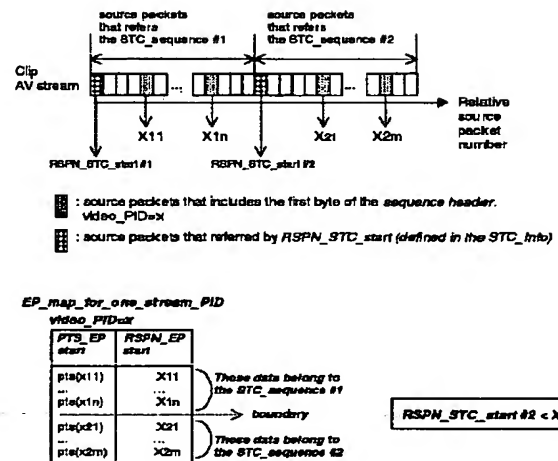 source packets
that refers
the STC_sequence #1
source packets
that refers
the STC_sequence #2
Clip
AV stream
...
...
Relative
source
packet
number
X11
X1n
X21
X2m
RSPN_STC_start #1
RSPN_STC_start #2
: source packets that includes the first byte of the sequence header.
video_PID=x
: source packets that referred by RSPN_STC_start (defined in the STC_Info)
EP_map_for_one_stream_PID
video_PID=x
PTS_EP
start
RSPN_EP
start
pts(x11) X11
... ...
pts(x1n) X1n
These data belong to
the STC_sequence #1
boundary
pts(x21) X21
... ...
pts(x2m) X2m
These data belong to
the STC_sequence #2
RSPN_STC_start #2 < X